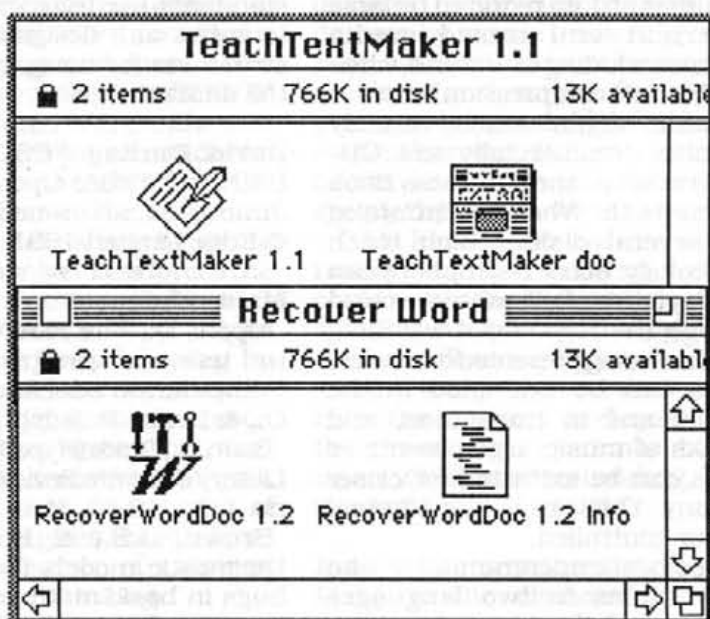 TeachTextMaker 1.1
2 items 766K in disk 13K available
TeachTextMaker 1.1 TeachTextMaker doc
Recover Word
2 items 766K in disk 13K available
RecoverWordDoc 1.2 RecoverWordDoc 1.2 Info